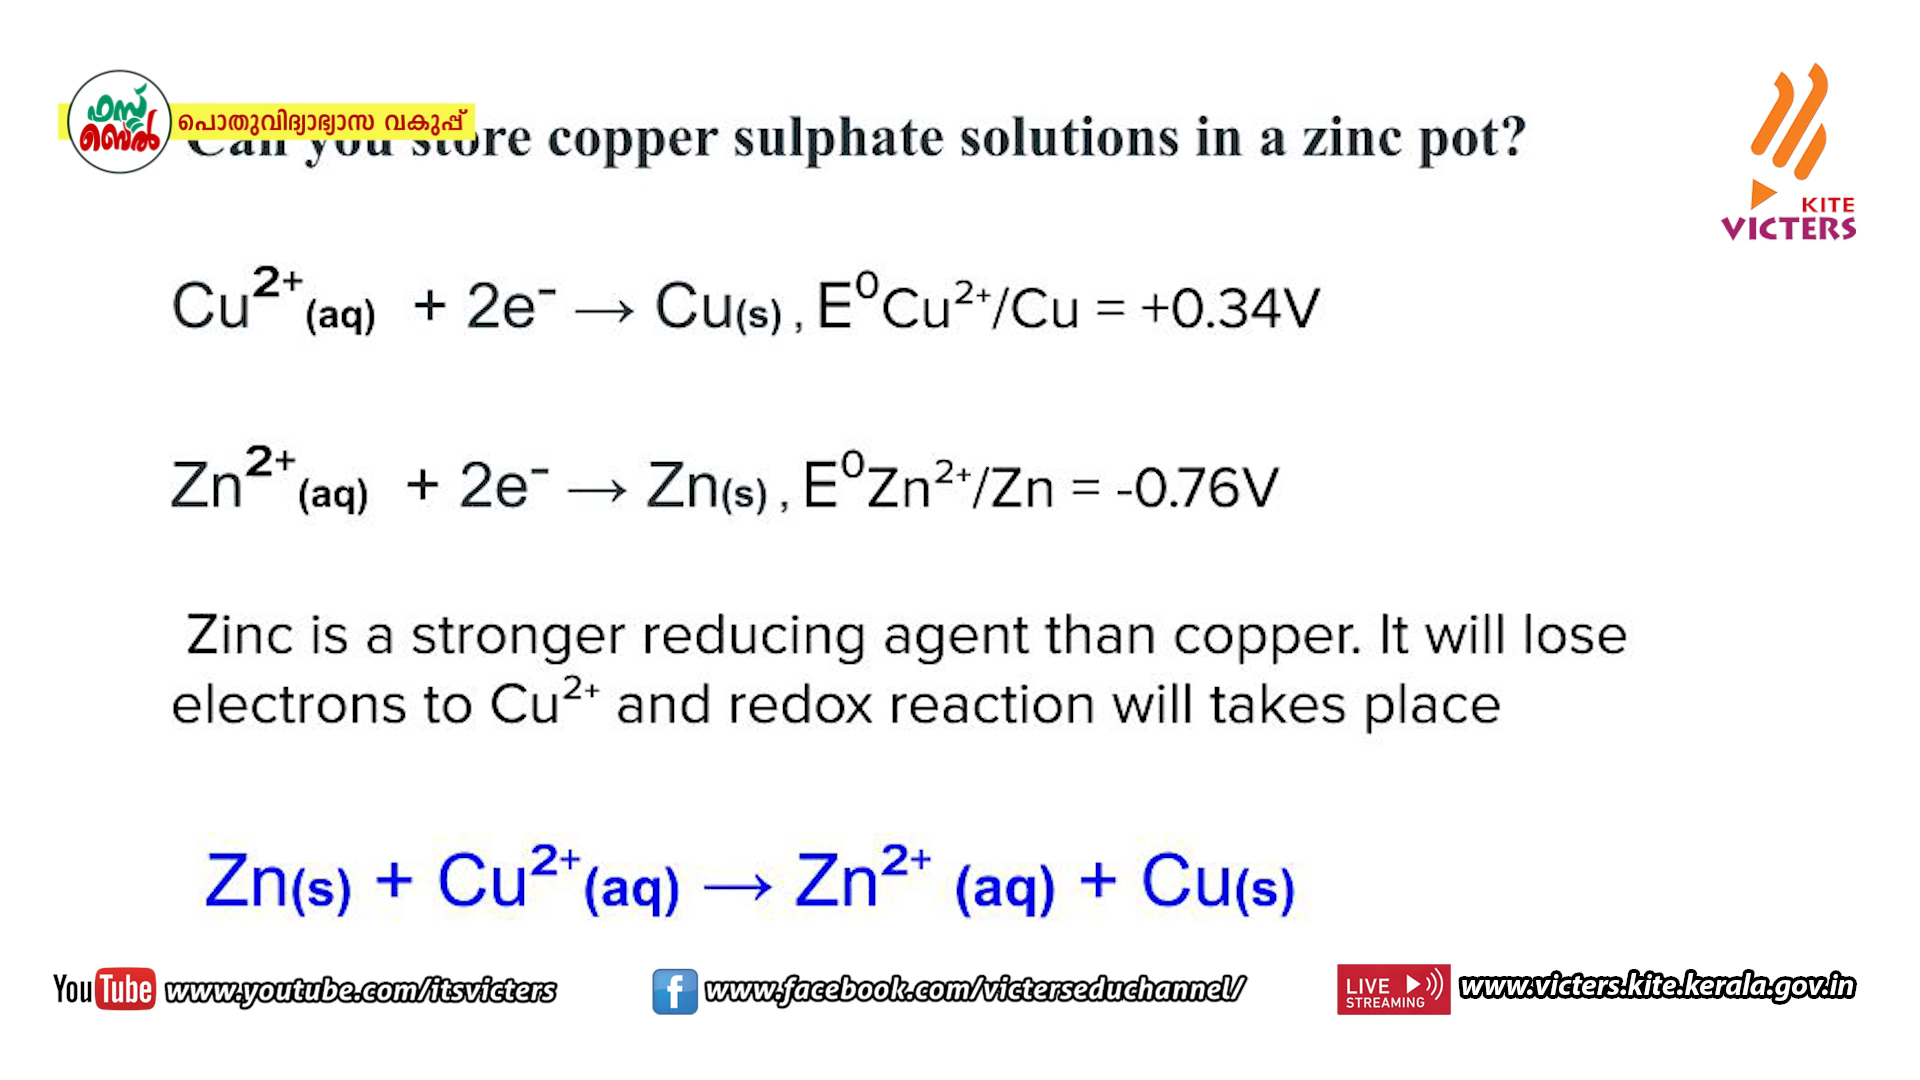 ഫസ്റ്റ്
ബെൽ
പൊതുവിദ്യാഭ്യാസ വകുപ്പ്
Can you store copper sulphate solutions in a zinc pot?
KITE
VICTERS
Cu²⁺(aq) + 2e⁻ → Cu(s) , E⁰Cu²⁺/Cu = +0.34V
Zn²⁺(aq) + 2e⁻ → Zn(s) , E⁰Zn²⁺/Zn = -0.76V
Zinc is a stronger reducing agent than copper. It will lose
electrons to Cu²⁺ and redox reaction will takes place
Zn(s) + Cu²⁺(aq) → Zn²⁺ (aq) + Cu(s)
YouTube www.youtube.com/itsvicters
f www.facebook.com/victerseduchannel/
LIVE STREAMING www.victers.kite.kerala.gov.in